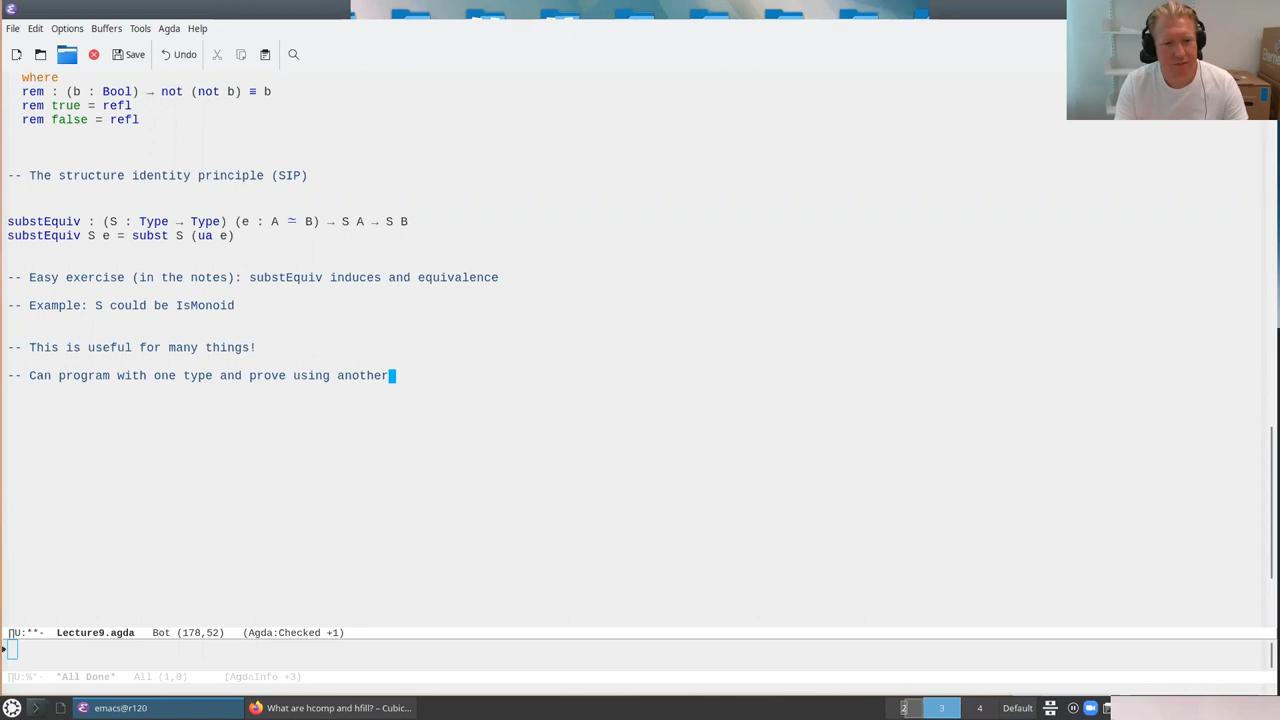 File Edit Options Buffers Tools Agda Help
Save Undo
where
rem : (b : Bool) → not (not b) ≡ b
rem true = refl
rem false = refl
-- The structure identity principle (SIP)
substEquiv : (S : Type → Type) (e : A ≃ B) → S A → S B
substEquiv S e = subst S (ua e)
-- Easy exercise (in the notes): substEquiv induces and equivalence
-- Example: S could be IsMonoid
-- This is useful for many things!
-- Can program with one type and prove using another
∏U:**- Lecture9.agda Bot (178,52) (Agda:Checked +1)
∏U:%*- *All Done* All (1,0) (AgdaInfo +3)
emacs@r120 What are hcomp and hfill? – Cubic... 2 3 4 Default